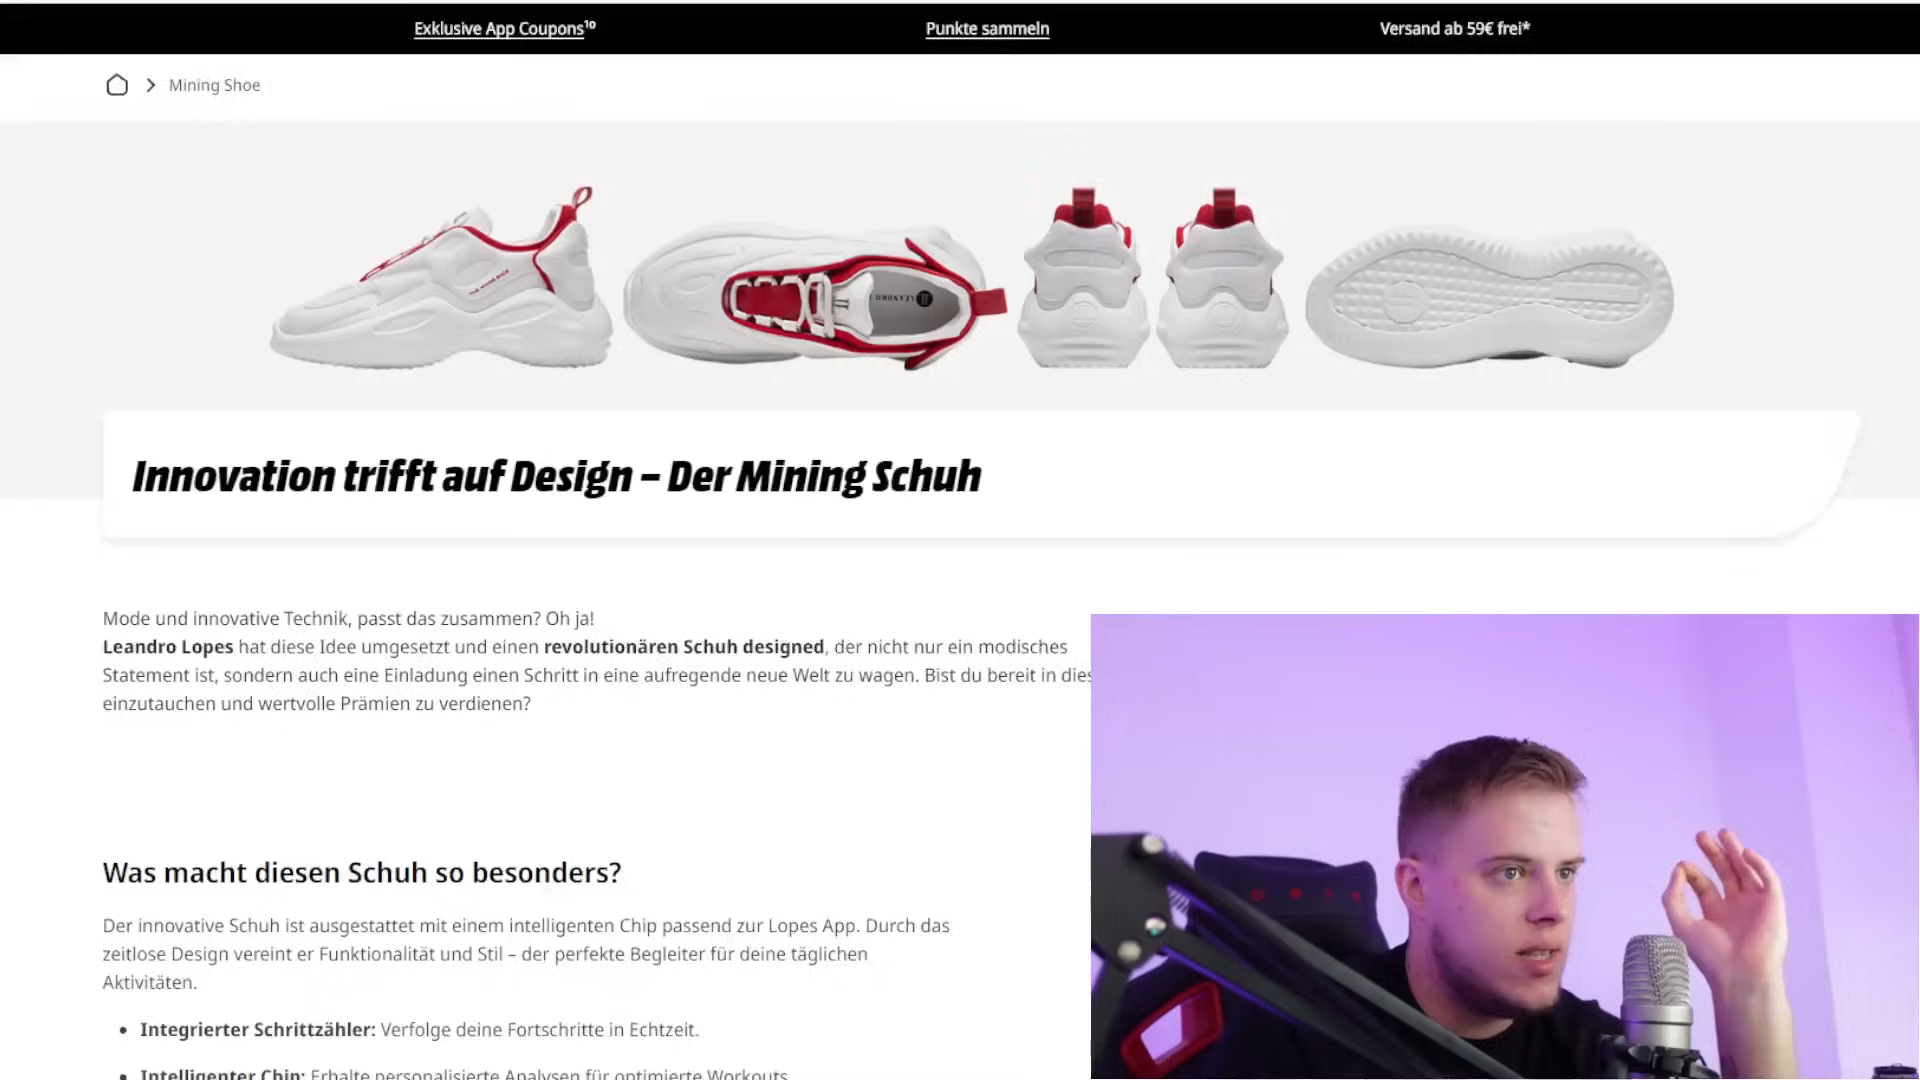 Exklusive App Coupons¹⁰
Punkte sammeln
Versand ab 59€ frei*
Mining Shoe
LEANDRO
Innovation trifft auf Design – Der Mining Schuh
Mode und innovative Technik, passt das zusammen? Oh ja!
Leandro Lopes hat diese Idee umgesetzt und einen revolutionären Schuh designed, der nicht nur ein modisches
Statement ist, sondern auch eine Einladung einen Schritt in eine aufregende neue Welt zu wagen. Bist du bereit in dies
einzutauchen und wertvolle Prämien zu verdienen?
Was macht diesen Schuh so besonders?
Der innovative Schuh ist ausgestattet mit einem intelligenten Chip passend zur Lopes App. Durch das
zeitlose Design vereint er Funktionalität und Stil – der perfekte Begleiter für deine täglichen
Aktivitäten.
• Integrierter Schrittzähler: Verfolge deine Fortschritte in Echtzeit.
• Intelligenter Chip: Erhalte personalisierte Analysen für optimierte Workouts.